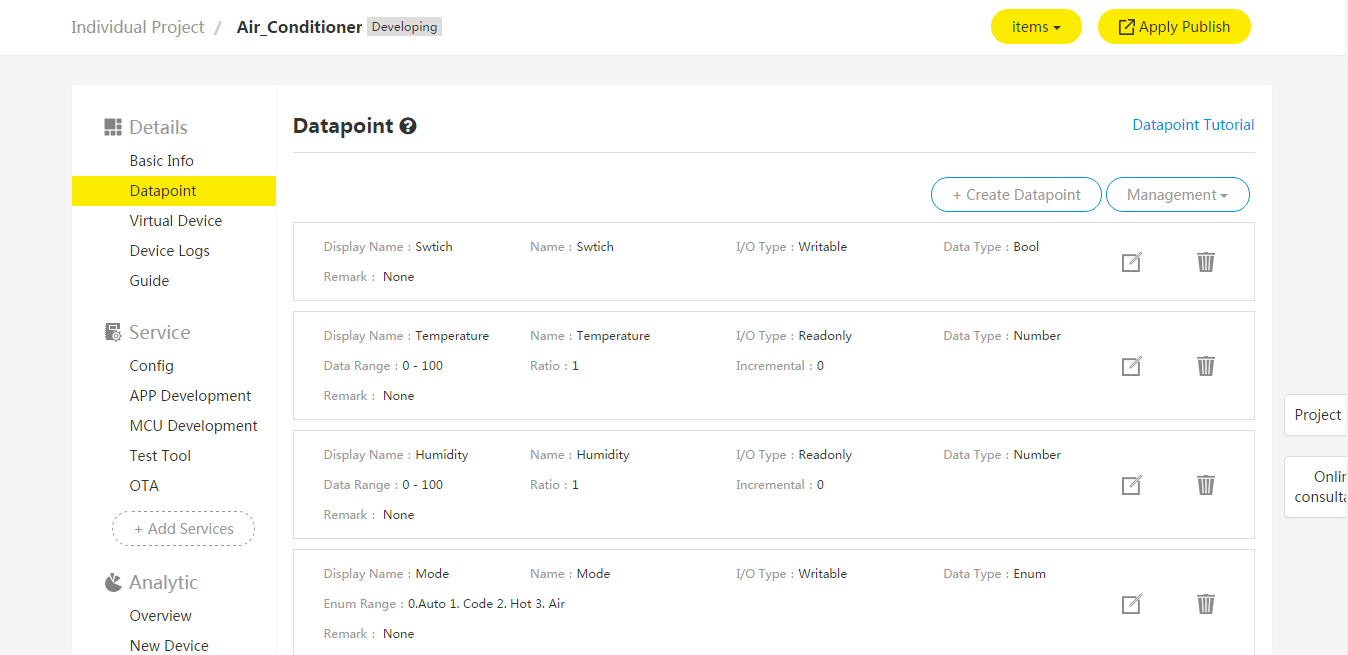 Individual Project / Air_Conditioner Developing
items
Apply Publish
Details
Basic Info
Datapoint
Virtual Device
Device Logs
Guide
Service
Config
APP Development
MCU Development
Test Tool
OTA
+ Add Services
Analytic
Overview
New Device
Datapoint
Datapoint Tutorial
+ Create Datapoint
Management
Display Name : Swtich Name : Swtich I/O Type : Writable Data Type : Bool
Remark : None
Display Name : Temperature Name : Temperature I/O Type : Readonly Data Type : Number
Data Range : 0 - 100 Ratio : 1 Incremental : 0
Remark : None
Display Name : Humidity Name : Humidity I/O Type : Readonly Data Type : Number
Data Range : 0 - 100 Ratio : 1 Incremental : 0
Remark : None
Display Name : Mode Name : Mode I/O Type : Writable Data Type : Enum
Enum Range : 0.Auto 1. Code 2. Hot 3. Air
Remark : None
Project